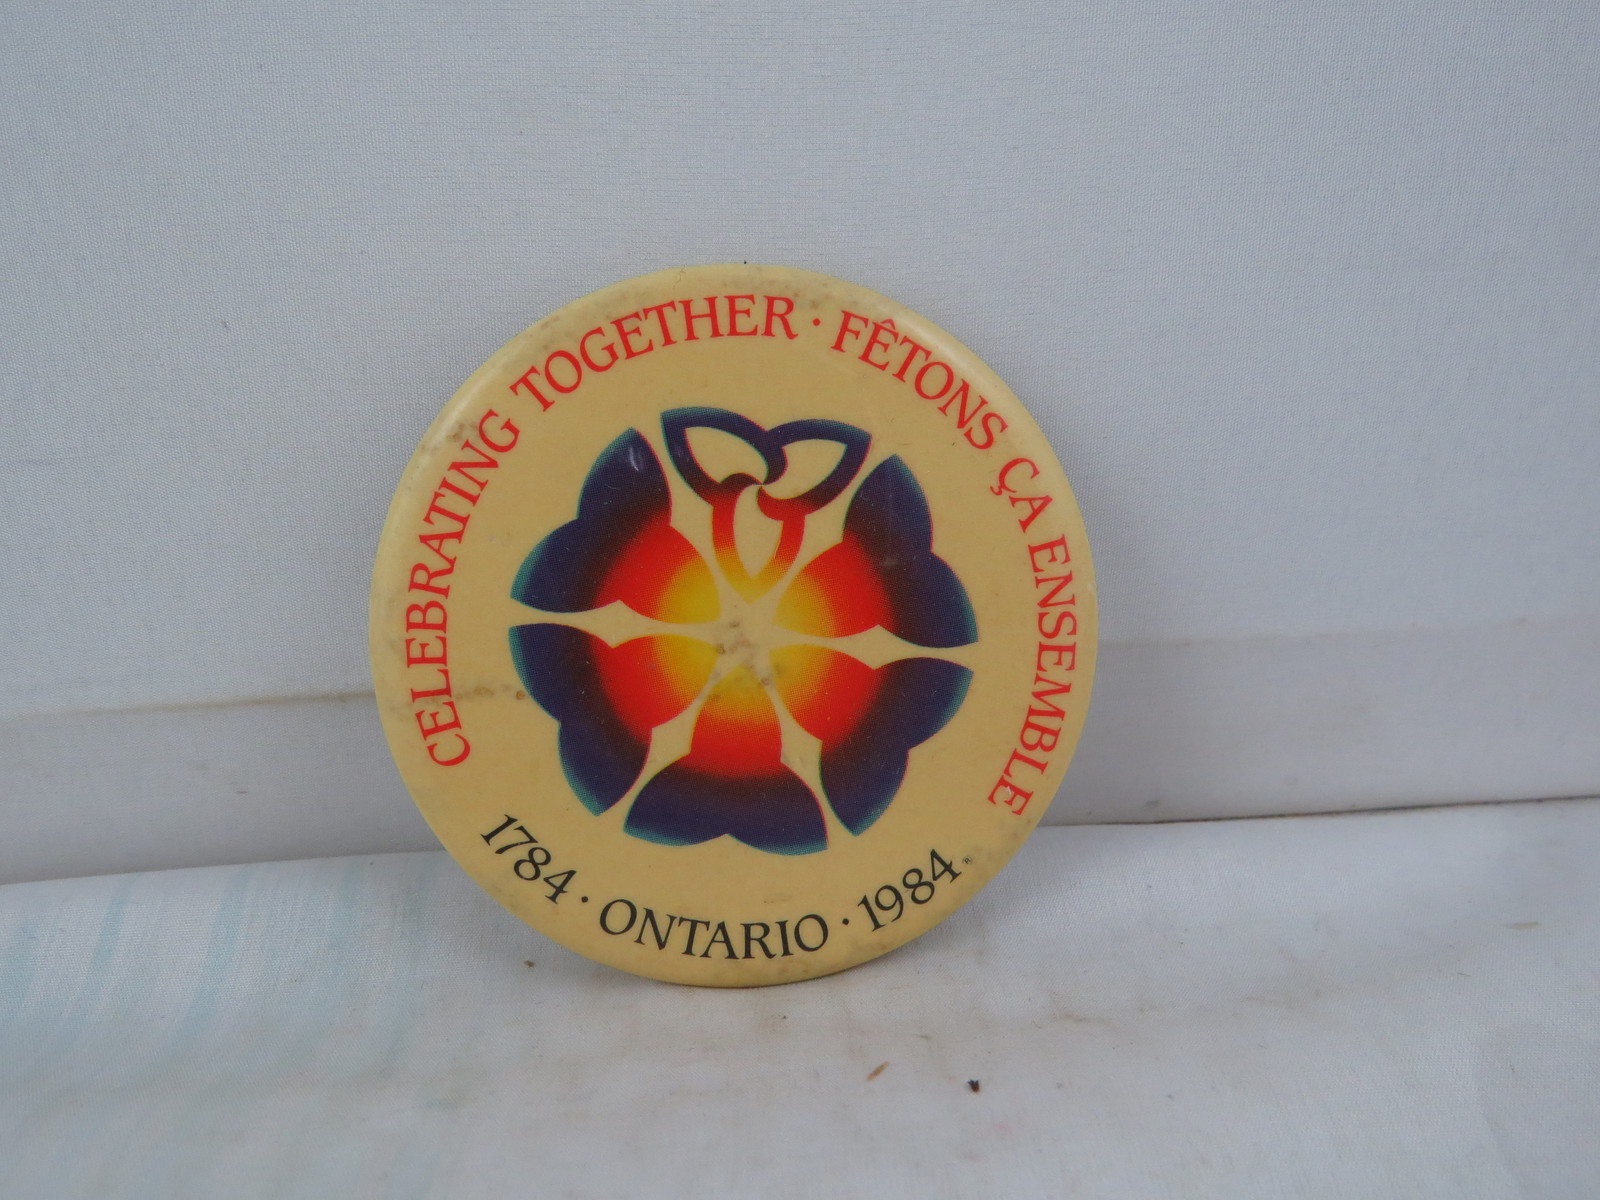 CELEBRATING TOGETHER · FÊTONS ÇA ENSEMBLE
1784 · ONTARIO · 1984